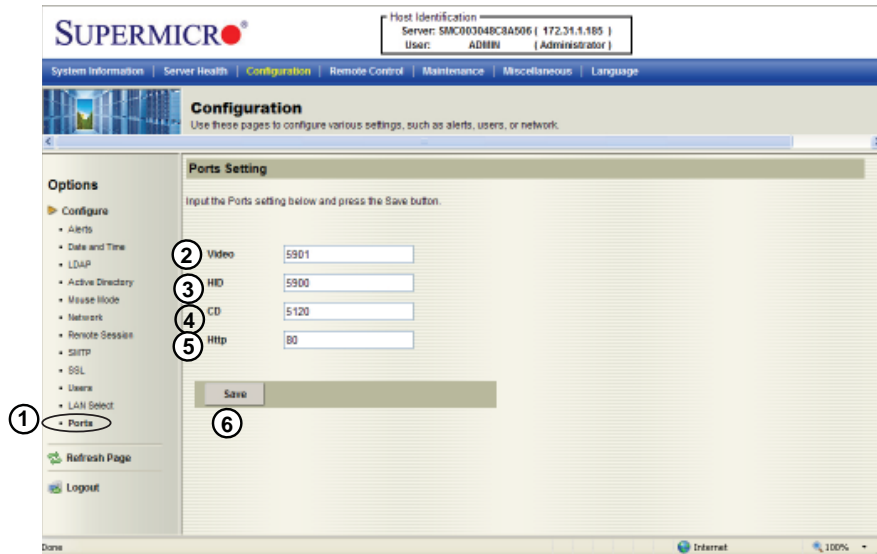 SUPERMICRO®
Host Identification
Server: SMC003048C8A506 ( 172.31.1.185 )
User: ADMIN ( Administrator )
System Information | Server Health | Configuration | Remote Control | Maintenance | Miscellaneous | Language
Configuration
Use these pages to configure various settings, such as alerts, users, or network.
Options
Configure
Alerts
Date and Time
LDAP
Active Directory
Mouse Mode
Network
Remote Session
SMTP
SSL
Users
LAN Select
1 Ports
Refresh Page
Logout
Ports Setting
Input the Ports setting below and press the Save button.
2 Video 5901
3 HID 5900
4 CD 5120
5 Http 80
Save
6
Done Internet 100%